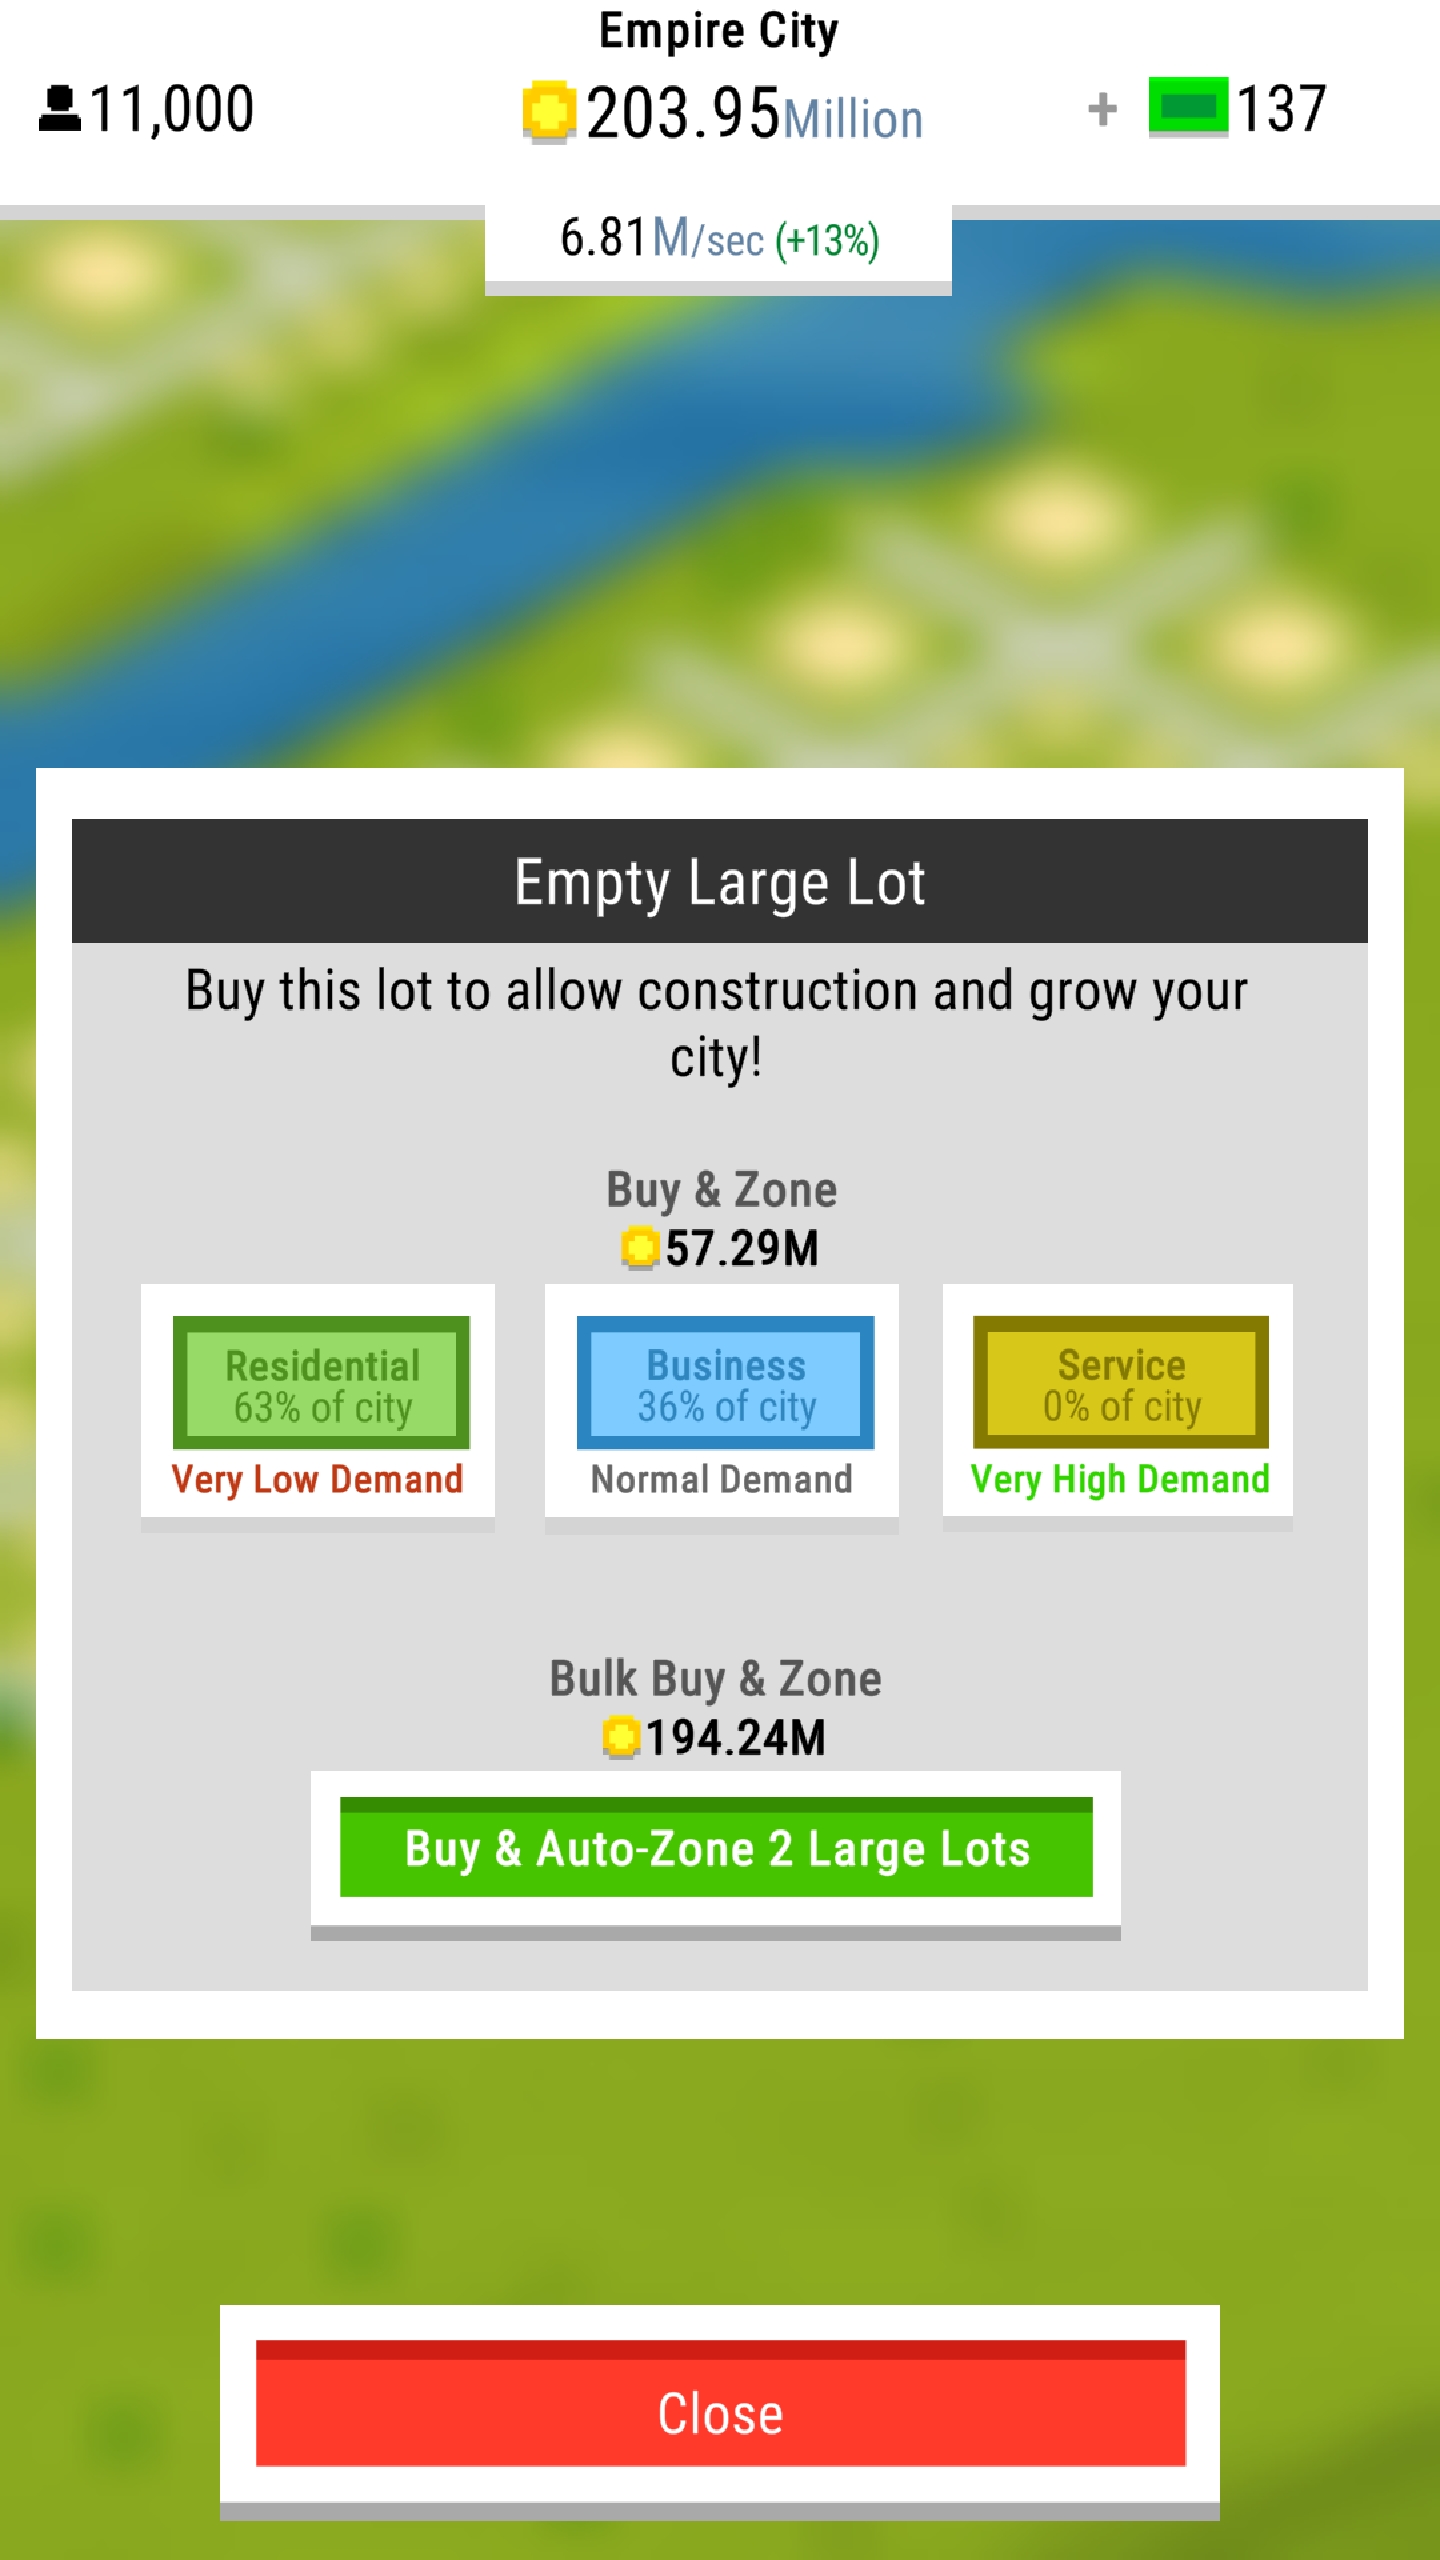 Empire City
11,000
203.95Million
+ 137
6.81M/sec (+13%)
Empty Large Lot
Buy this lot to allow construction and grow your
city!
Buy & Zone
57.29M
Residential
63% of city
Very Low Demand
Business
36% of city
Normal Demand
Service
0% of city
Very High Demand
Bulk Buy & Zone
194.24M
Buy & Auto-Zone 2 Large Lots
Close